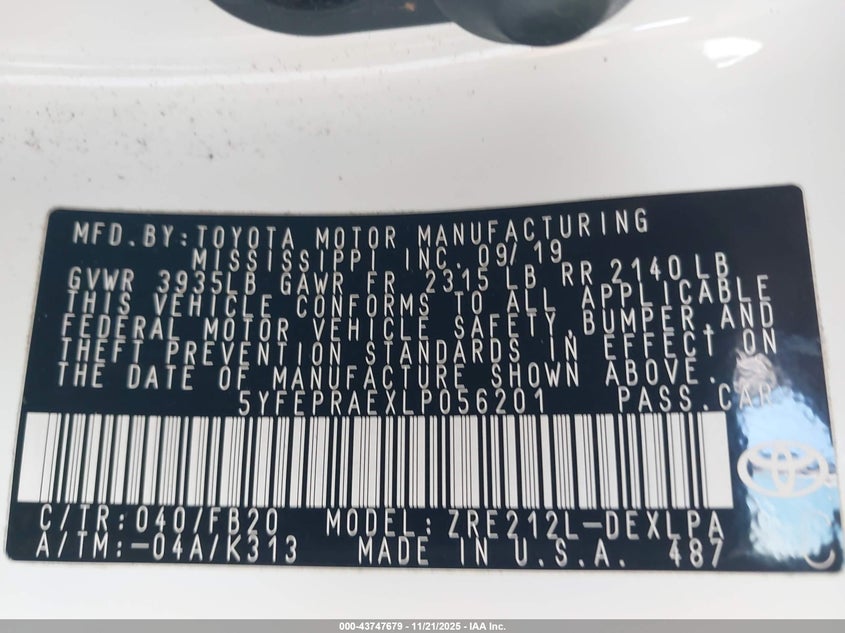 MFD.BY:TOYOTA MOTOR MANUFACTURING
MISSISSIPPI INC. 09/19
GVWR 3935LB GAWR FR 2315 LB RR 2140LB
THIS VEHICLE CONFORMS TO ALL APPLICABLE
FEDERAL MOTOR VEHICLE SAFETY,BUMPER,AND
THEFT PREVENTION STANDARDS IN EFFECT ON
THE DATE OF MANUFACTURE SHOWN ABOVE.
5YFEPRAEXLP056201 PASS.CAR
C/TR:040/FB20 MODEL:ZRE212L-DEXLPA
A/TM:-04A/K313 MADE IN U.S.A. 487
000-43747679 - 11/21/2025 - IAA Inc.